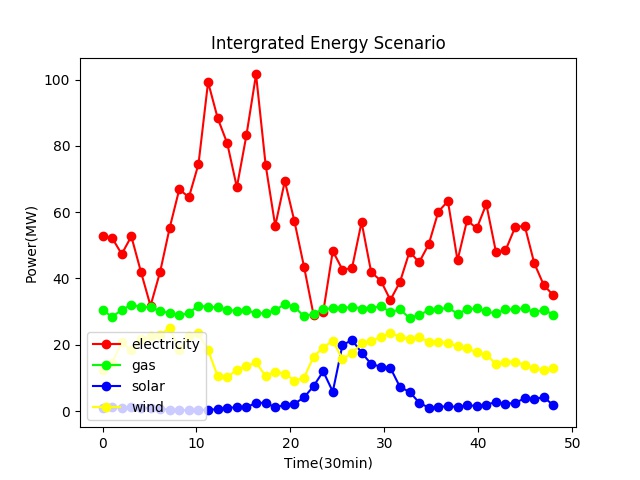 Intergrated Energy Scenario
Power(MW)
100
80
60
40
20
0
electricity
gas
solar
wind
0 10 20 30 40 50
Time(30min)